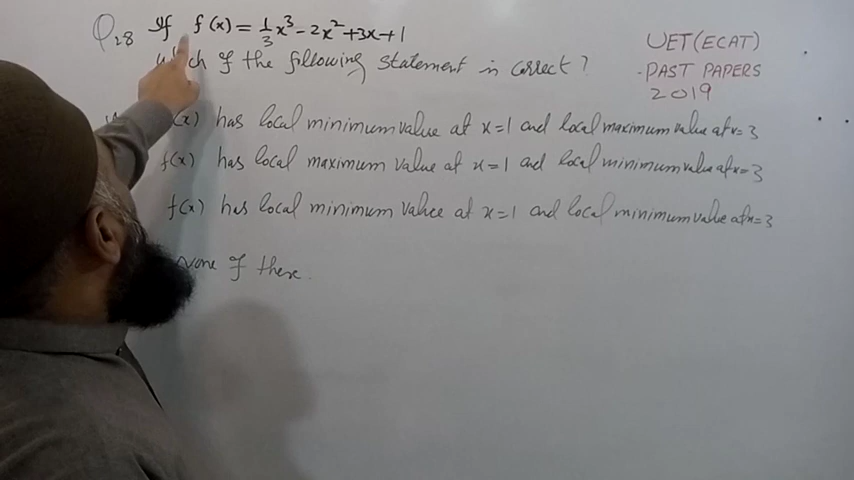 Q28 If f(x) = 1/3 x³ - 2x² + 3x + 1
Which of the following statement is correct?
UET(ECAT)
PAST PAPERS
2019
(x) has local minimum value at x=1 and local maximum value at x=3
f(x) has local maximum value at x=1 and local minimum value at x=3
f(x) has local minimum value at x=1 and local minimum value at x=3
None of these.